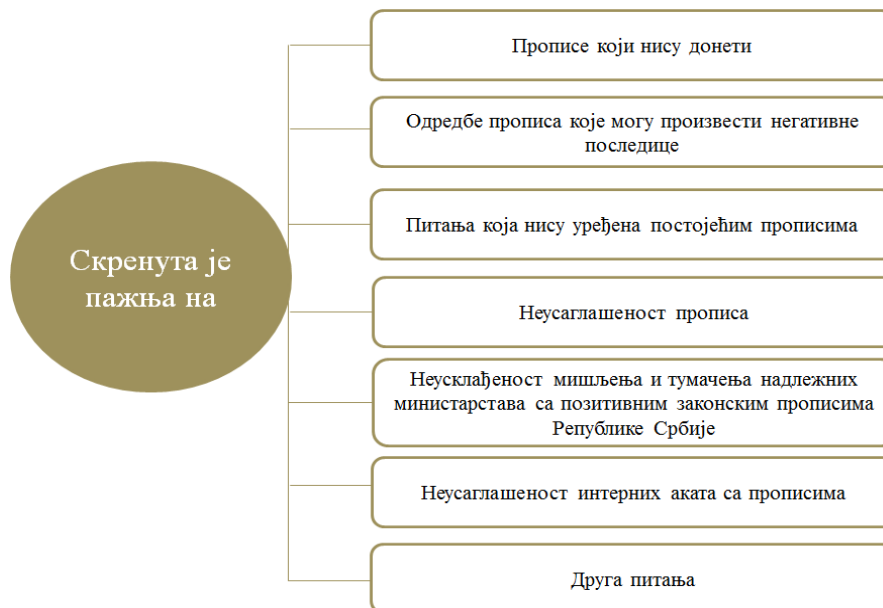 Скренута је
пажња на
Прописе који нису донети
Одредбе прописа које могу произвести негативне
последице
Питања која нису уређена постојећим прописима
Неусаглашеност прописа
Неусклађеност мишљења и тумачења надлежних
министарстава са позитивним законским прописима
Републике Србије
Неусаглашеност интерних аката са прописима
Друга питања